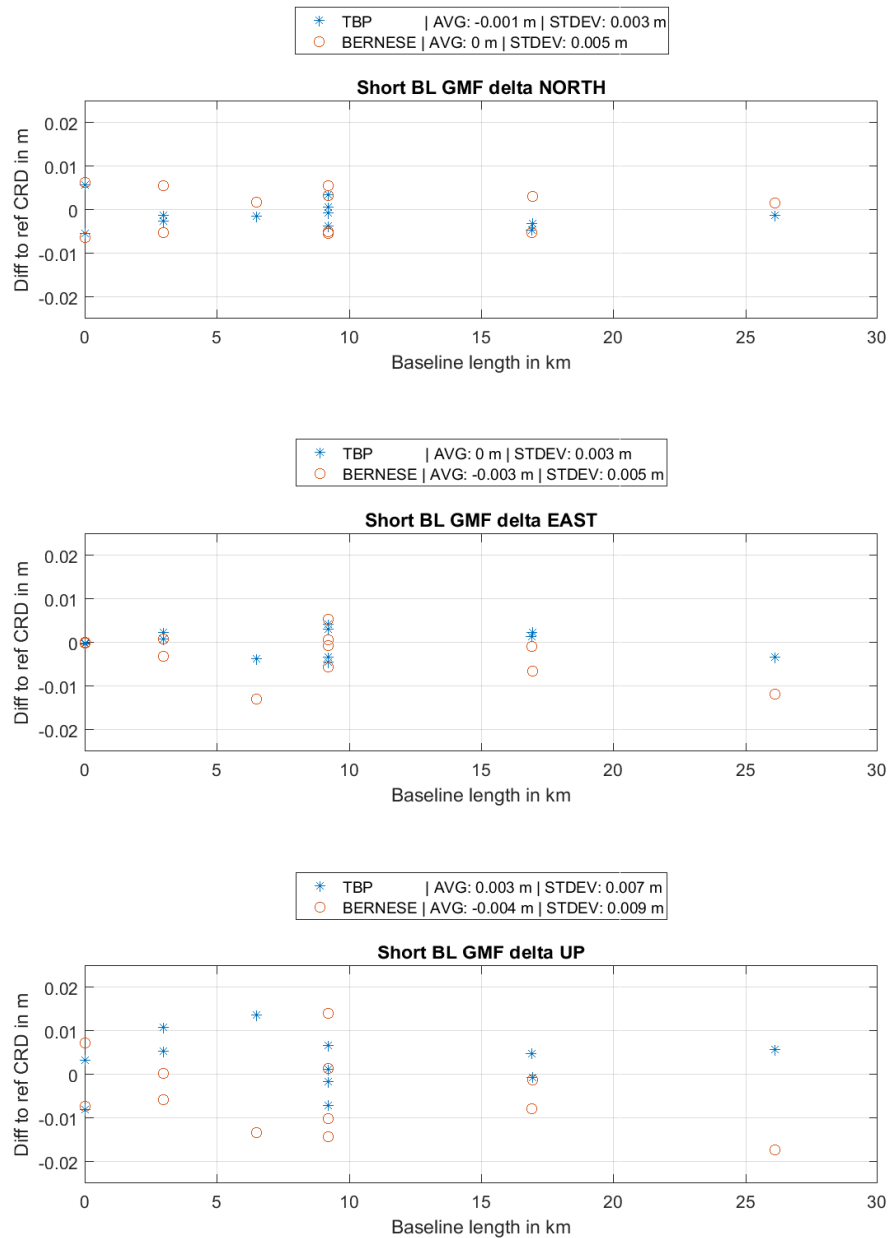 TBP | AVG: -0.001 m | STDEV: 0.003 m
BERNESE | AVG: 0 m | STDEV: 0.005 m
Short BL GMF delta NORTH
0.02
0.01
0
-0.01
-0.02
Diff to ref CRD in m
0 5 10 15 20 25 30
Baseline length in km
TBP | AVG: 0 m | STDEV: 0.003 m
BERNESE | AVG: -0.003 m | STDEV: 0.005 m
Short BL GMF delta EAST
0.02
0.01
0
-0.01
-0.02
Diff to ref CRD in m
0 5 10 15 20 25 30
Baseline length in km
TBP | AVG: 0.003 m | STDEV: 0.007 m
BERNESE | AVG: -0.004 m | STDEV: 0.009 m
Short BL GMF delta UP
0.02
0.01
0
-0.01
-0.02
Diff to ref CRD in m
0 5 10 15 20 25 30
Baseline length in km